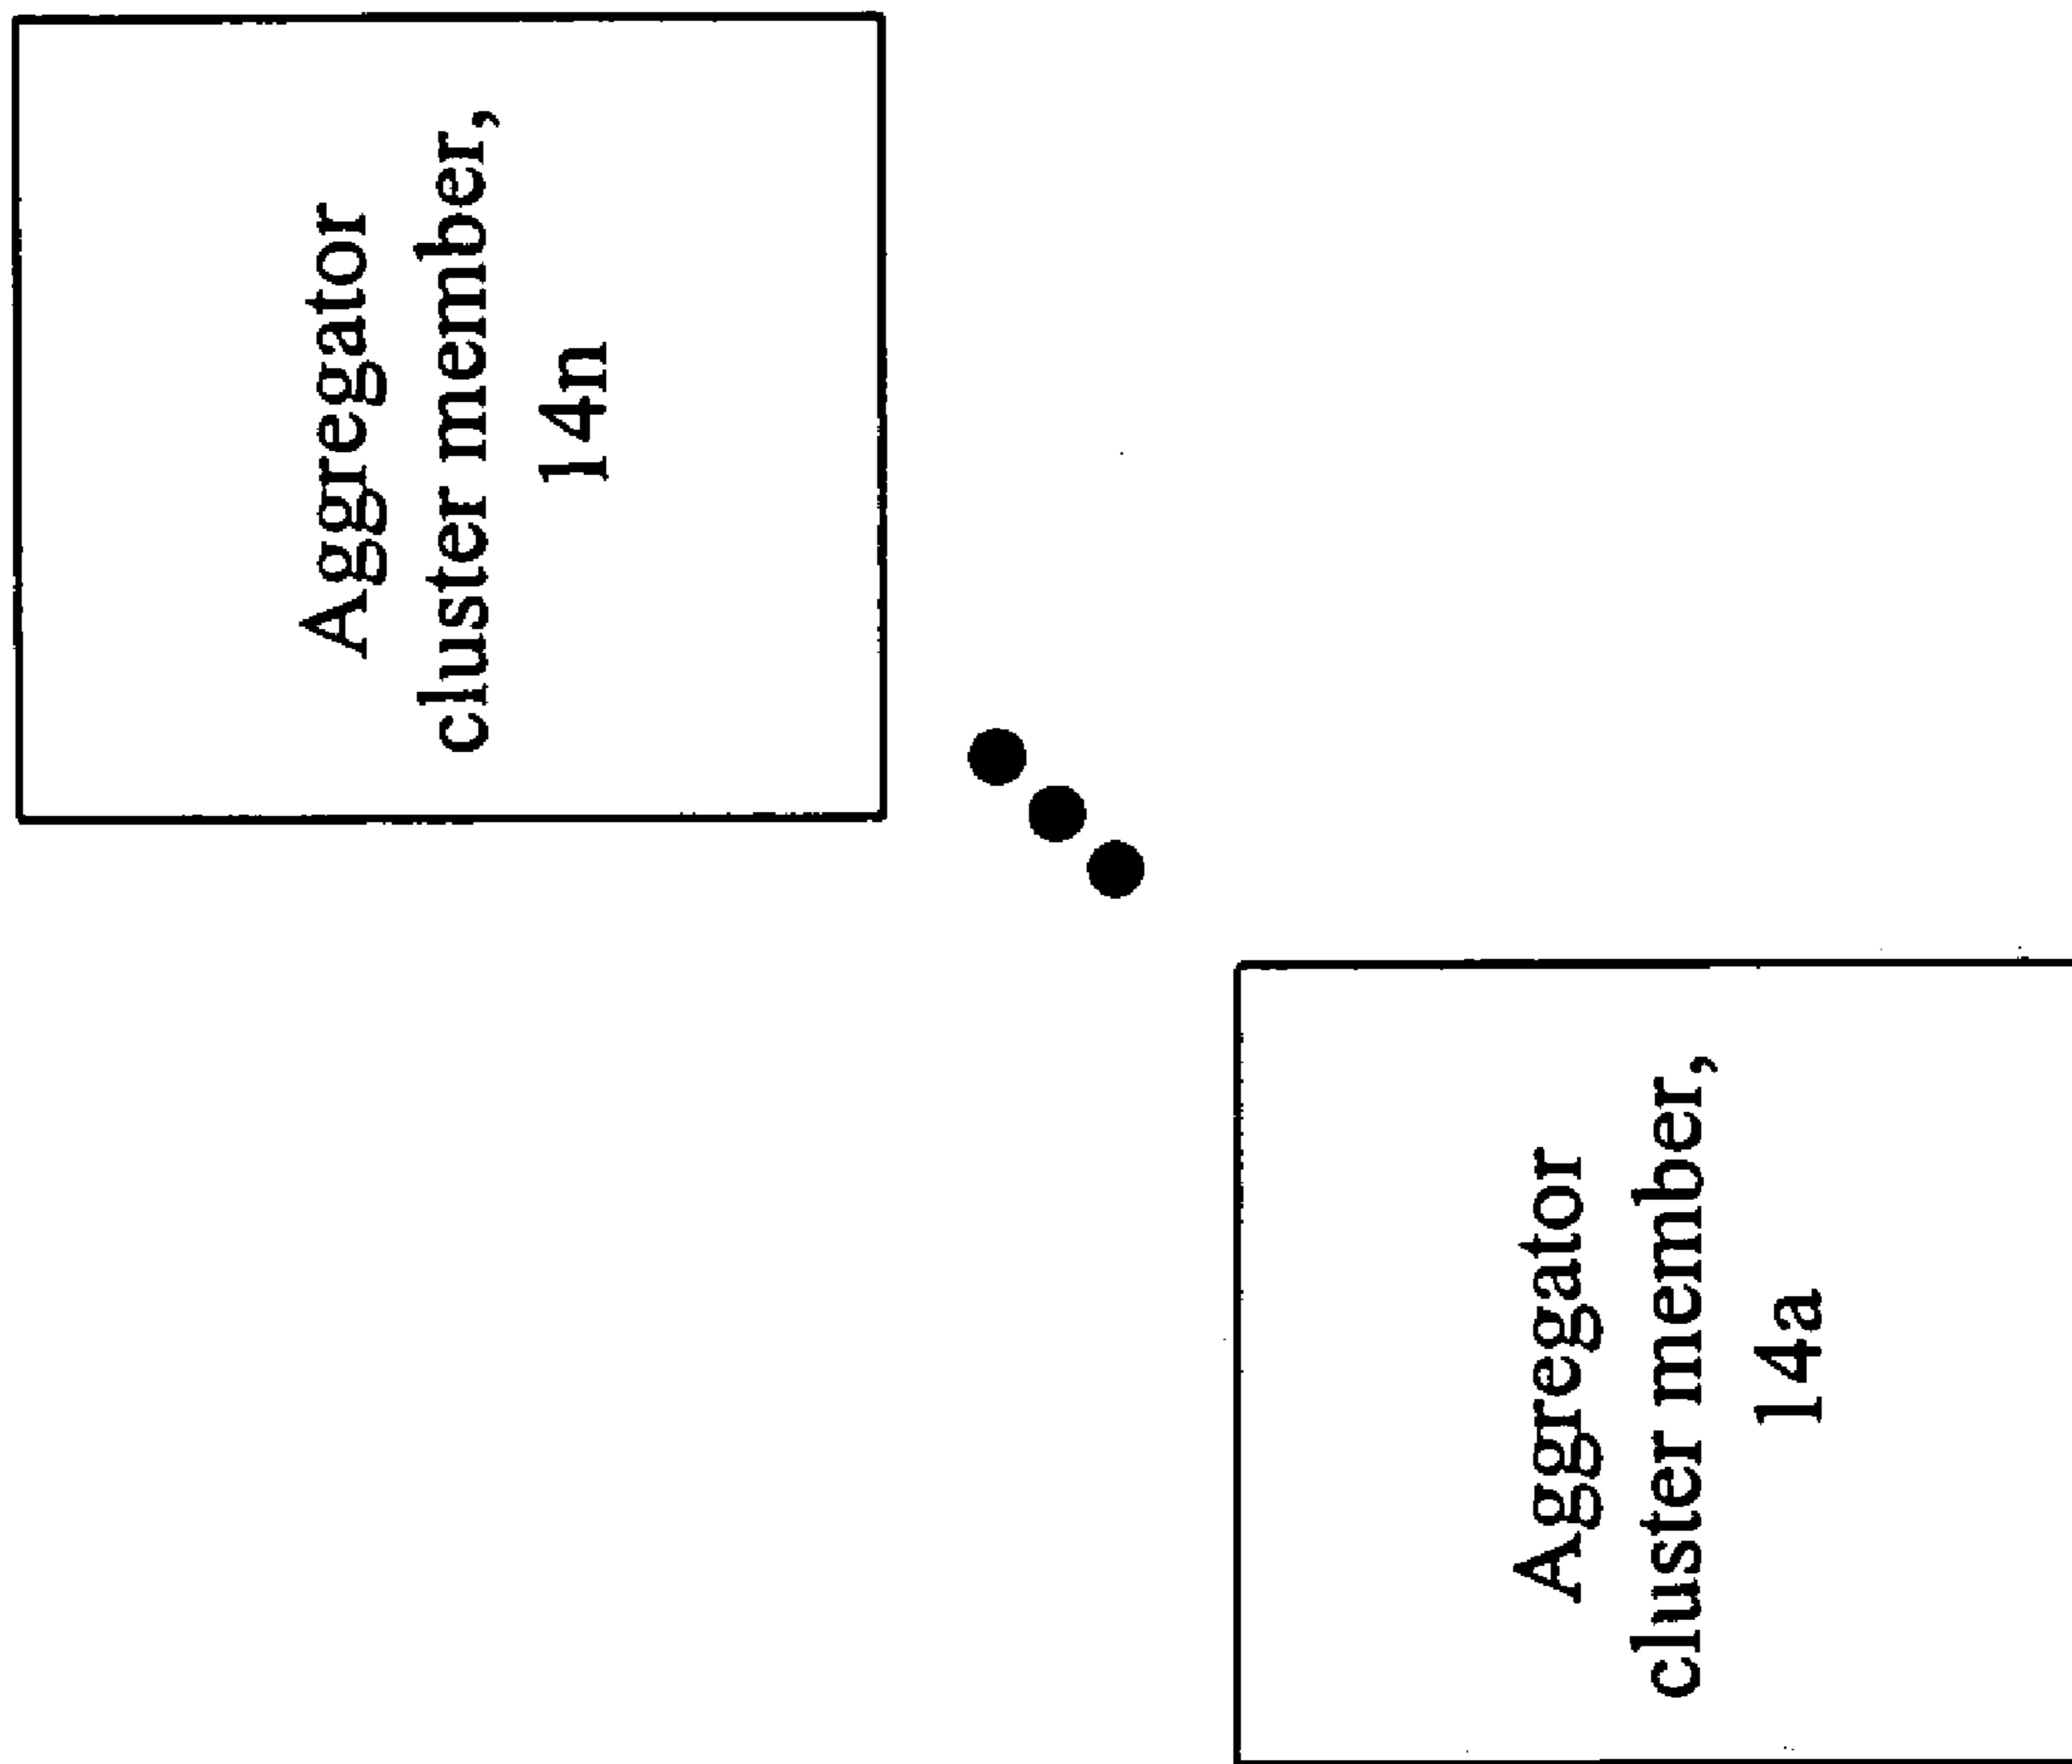 Aggregator
cluster member,
14n
Aggregator
cluster member,
14a